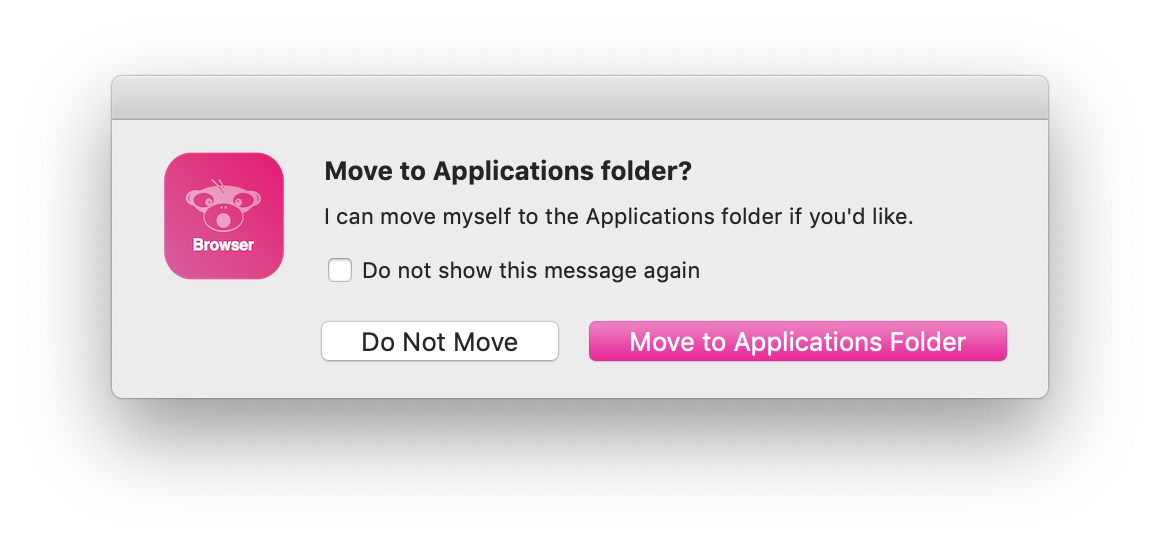 Move to Applications folder?
I can move myself to the Applications folder if you'd like.
Browser
Do not show this message again
Do Not Move
Move to Applications Folder